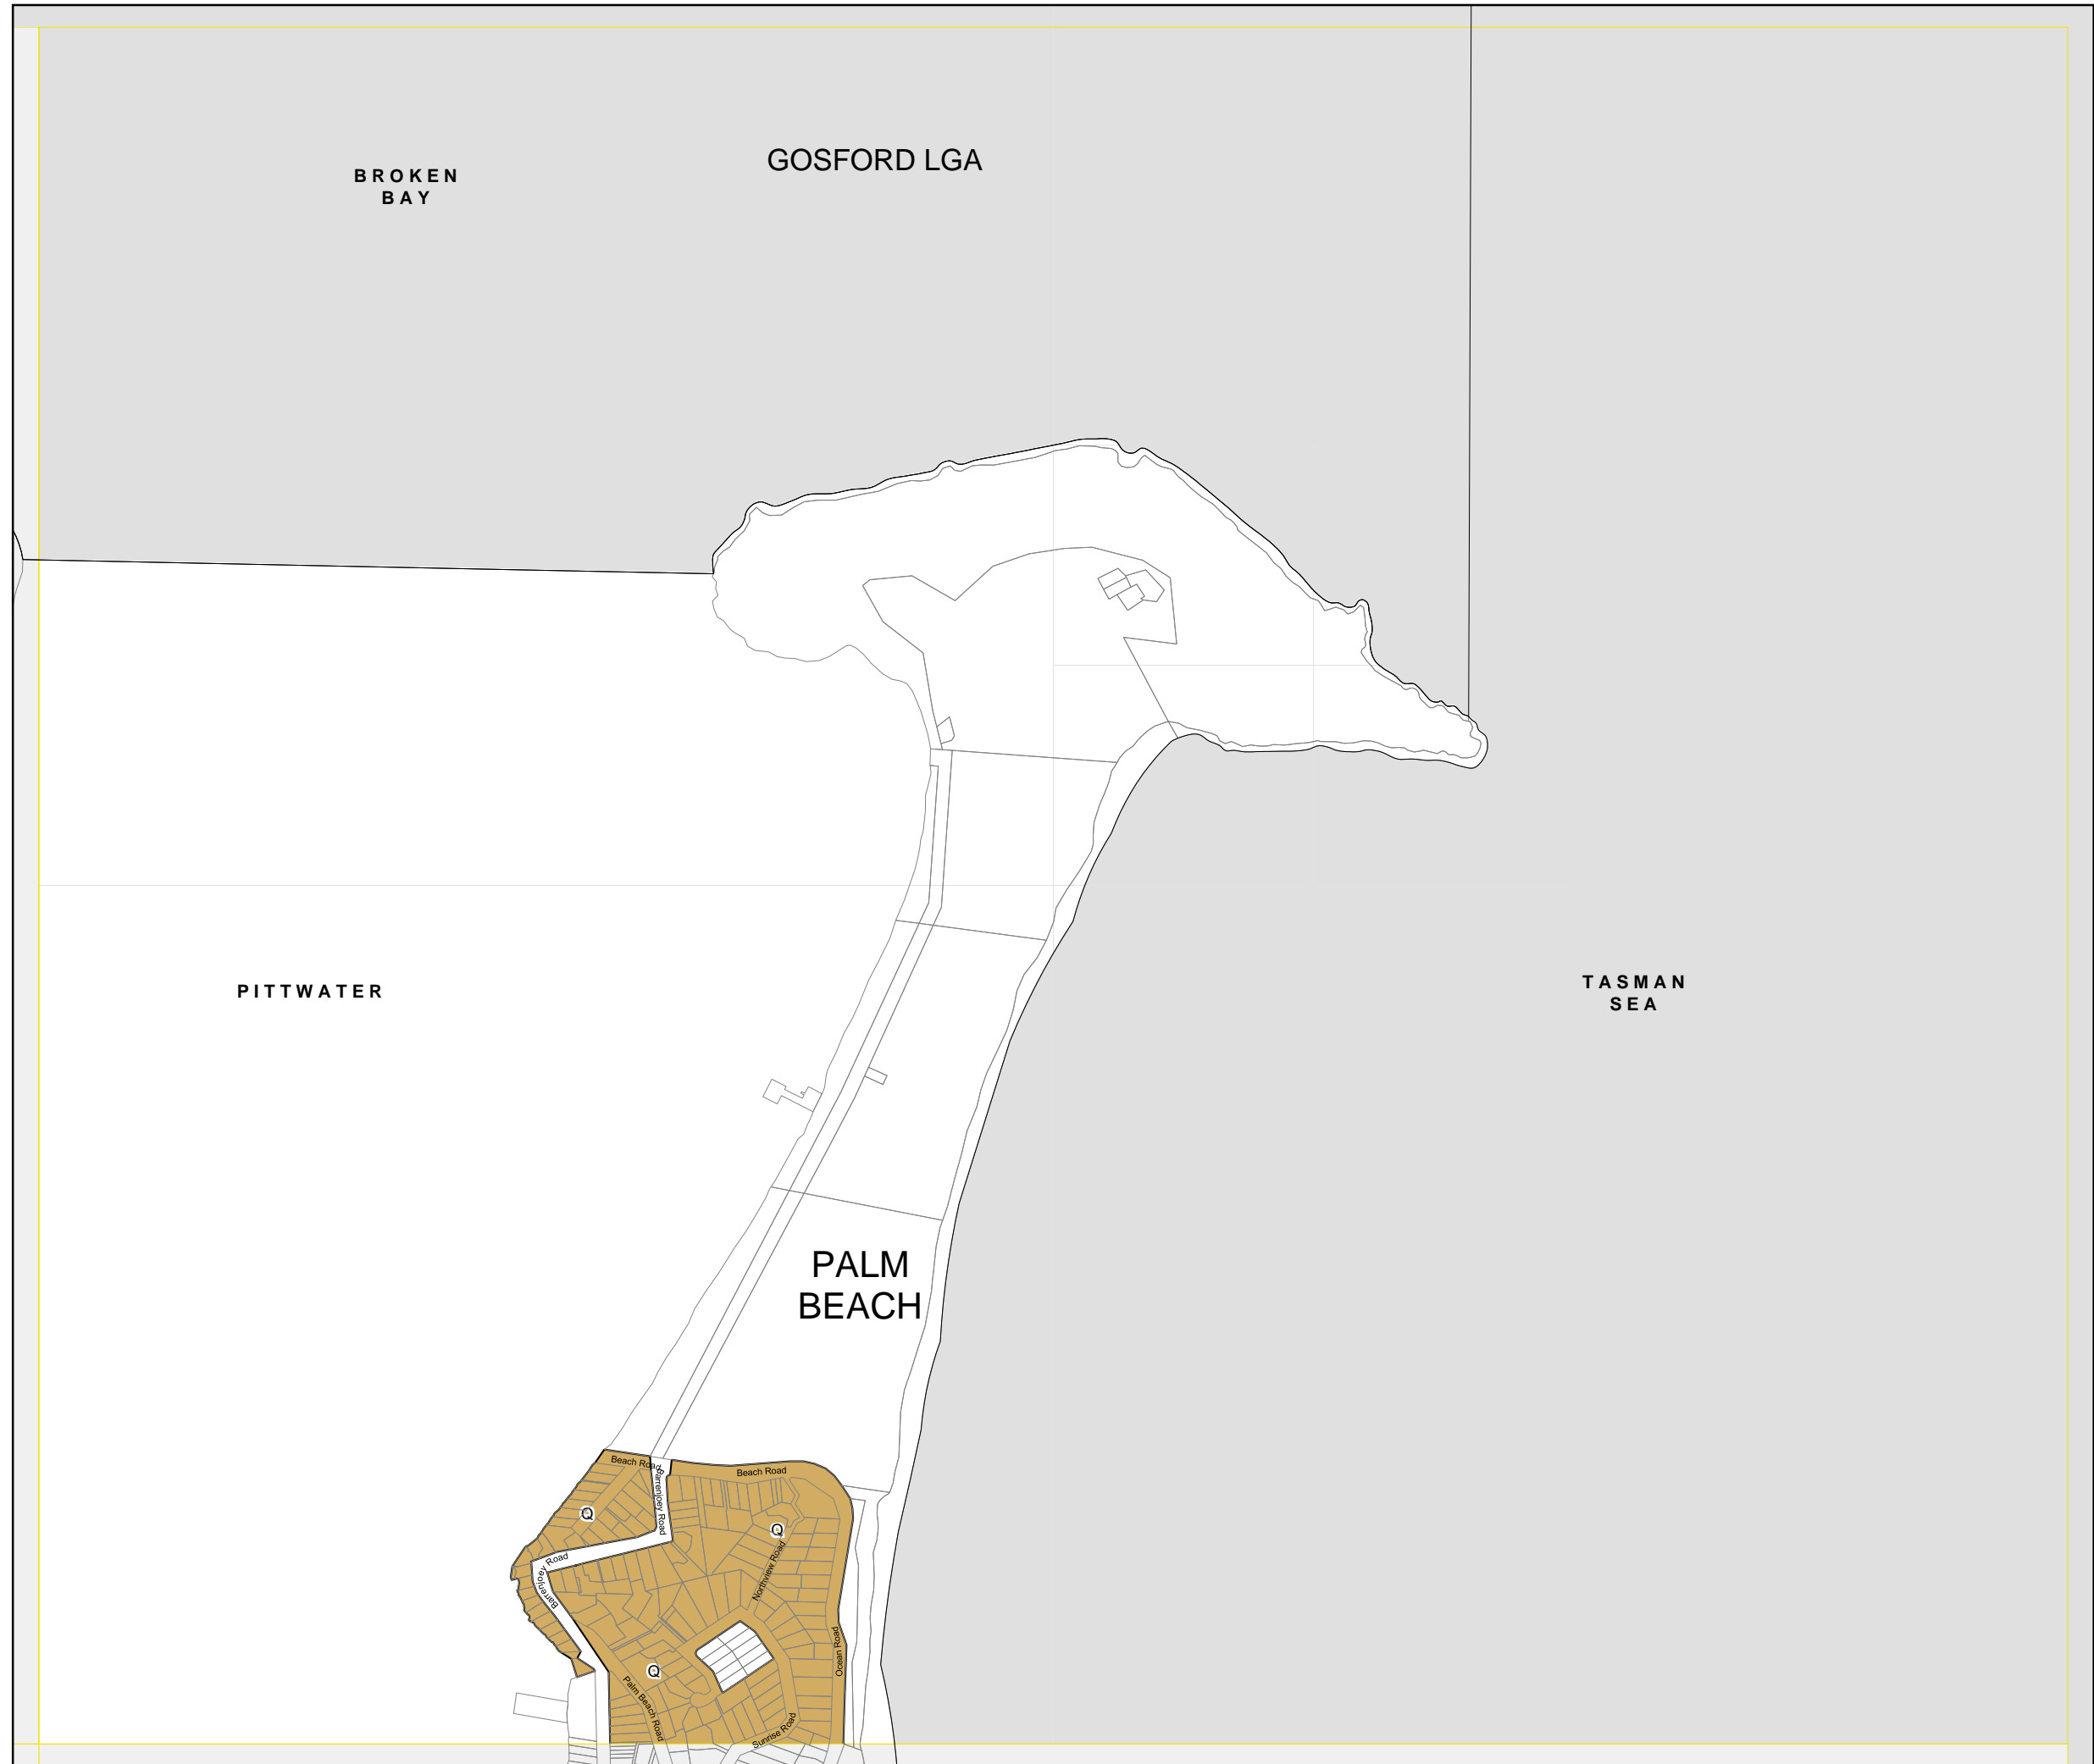 GOSFORD LGA
BROKEN
BAY
TASMAN
SEA
PITTWATER
PALM
BEACH
Beach Road
Barrenjoey Road
Beach Road
Q
Q
Barrenjoey Road
Northview Road
Ocean Road
Q
Palm Beach Road
Sunrise Road